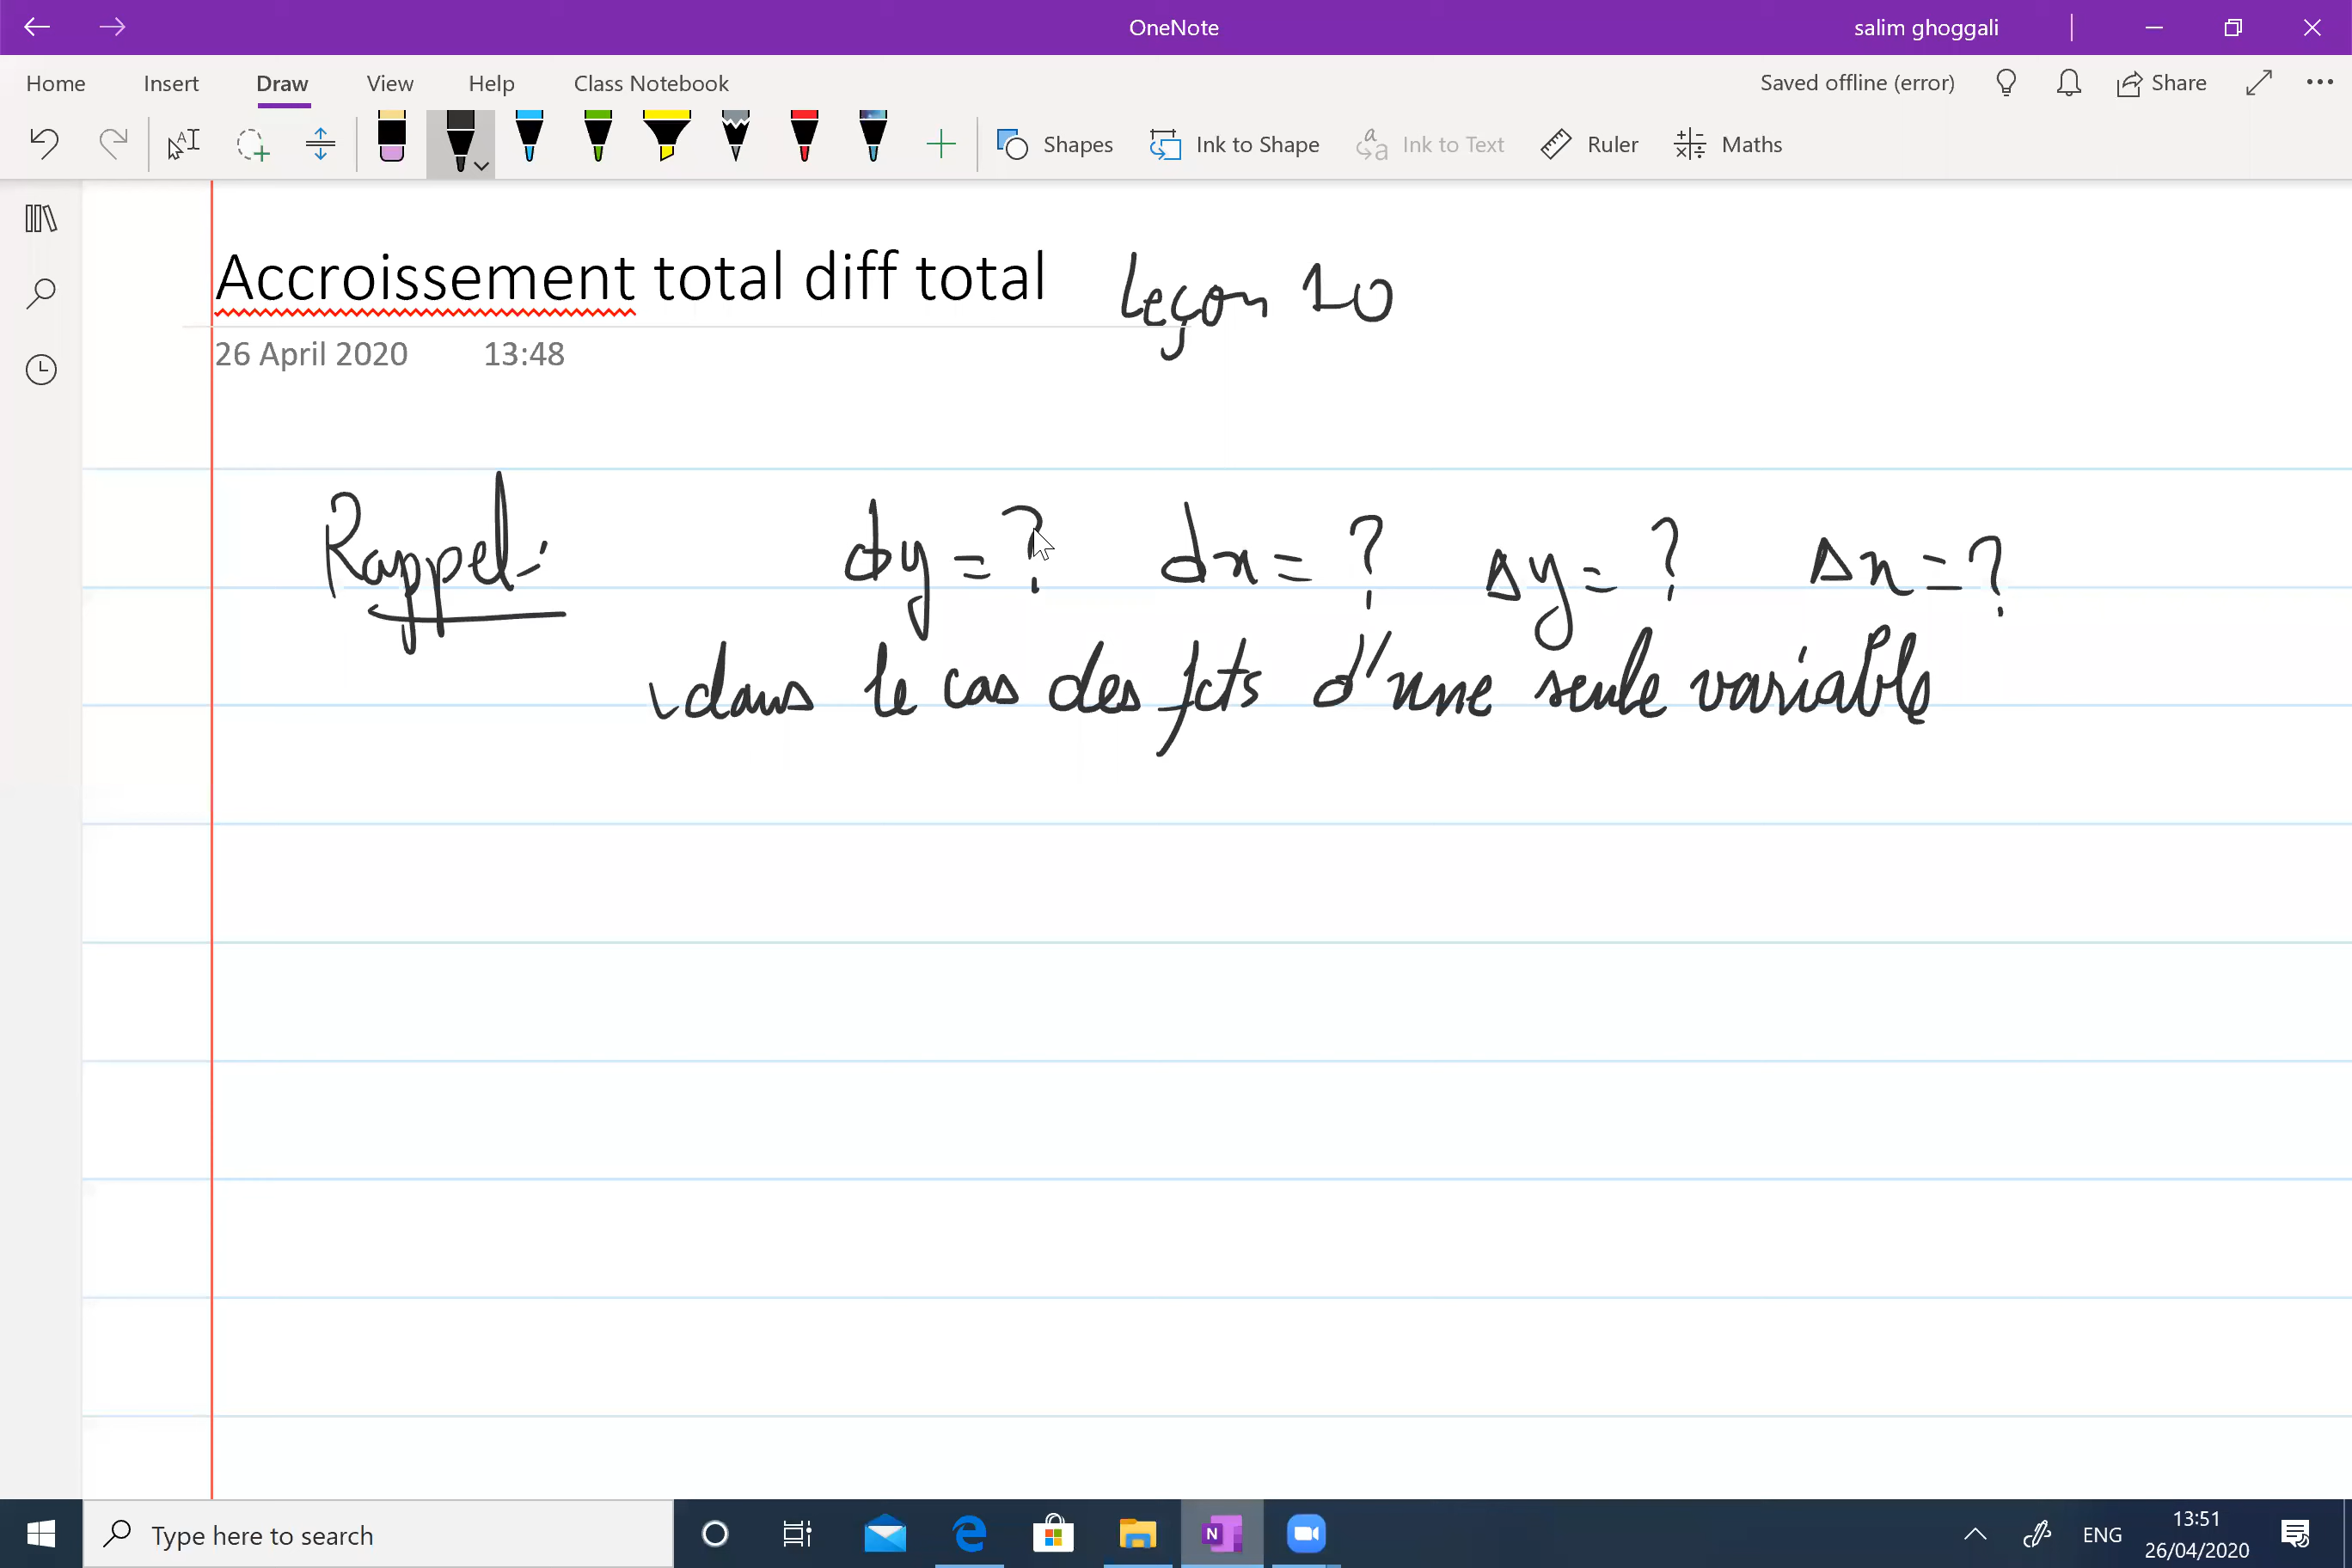 OneNote
salim ghoggali
Home Insert Draw View Help Class Notebook
Saved offline (error) Share
Shapes Ink to Shape Ink to Text Ruler Maths
Accroissement total diff total Leçon 10
26 April 2020 13:48
Rappel: dy = ? dx = ? Δy = ? Δx = ?
dans le cas des fcts d'une seule variable
Type here to search
ENG
13:51
26/04/2020